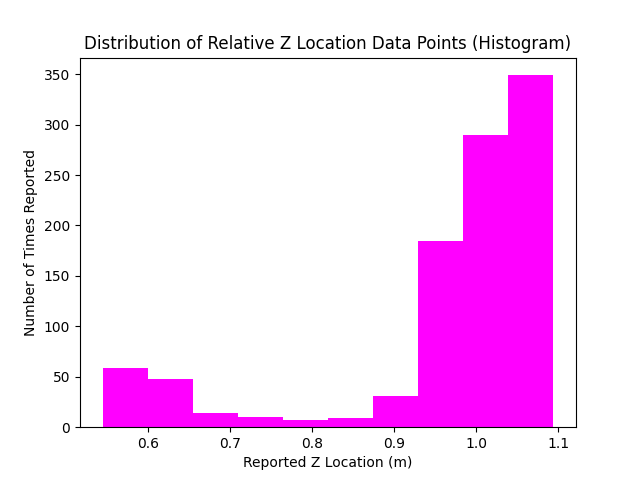 Distribution of Relative Z Location Data Points (Histogram)
350
300
250
200
150
100
50
0
Number of Times Reported
0.6 0.7 0.8 0.9 1.0 1.1
Reported Z Location (m)